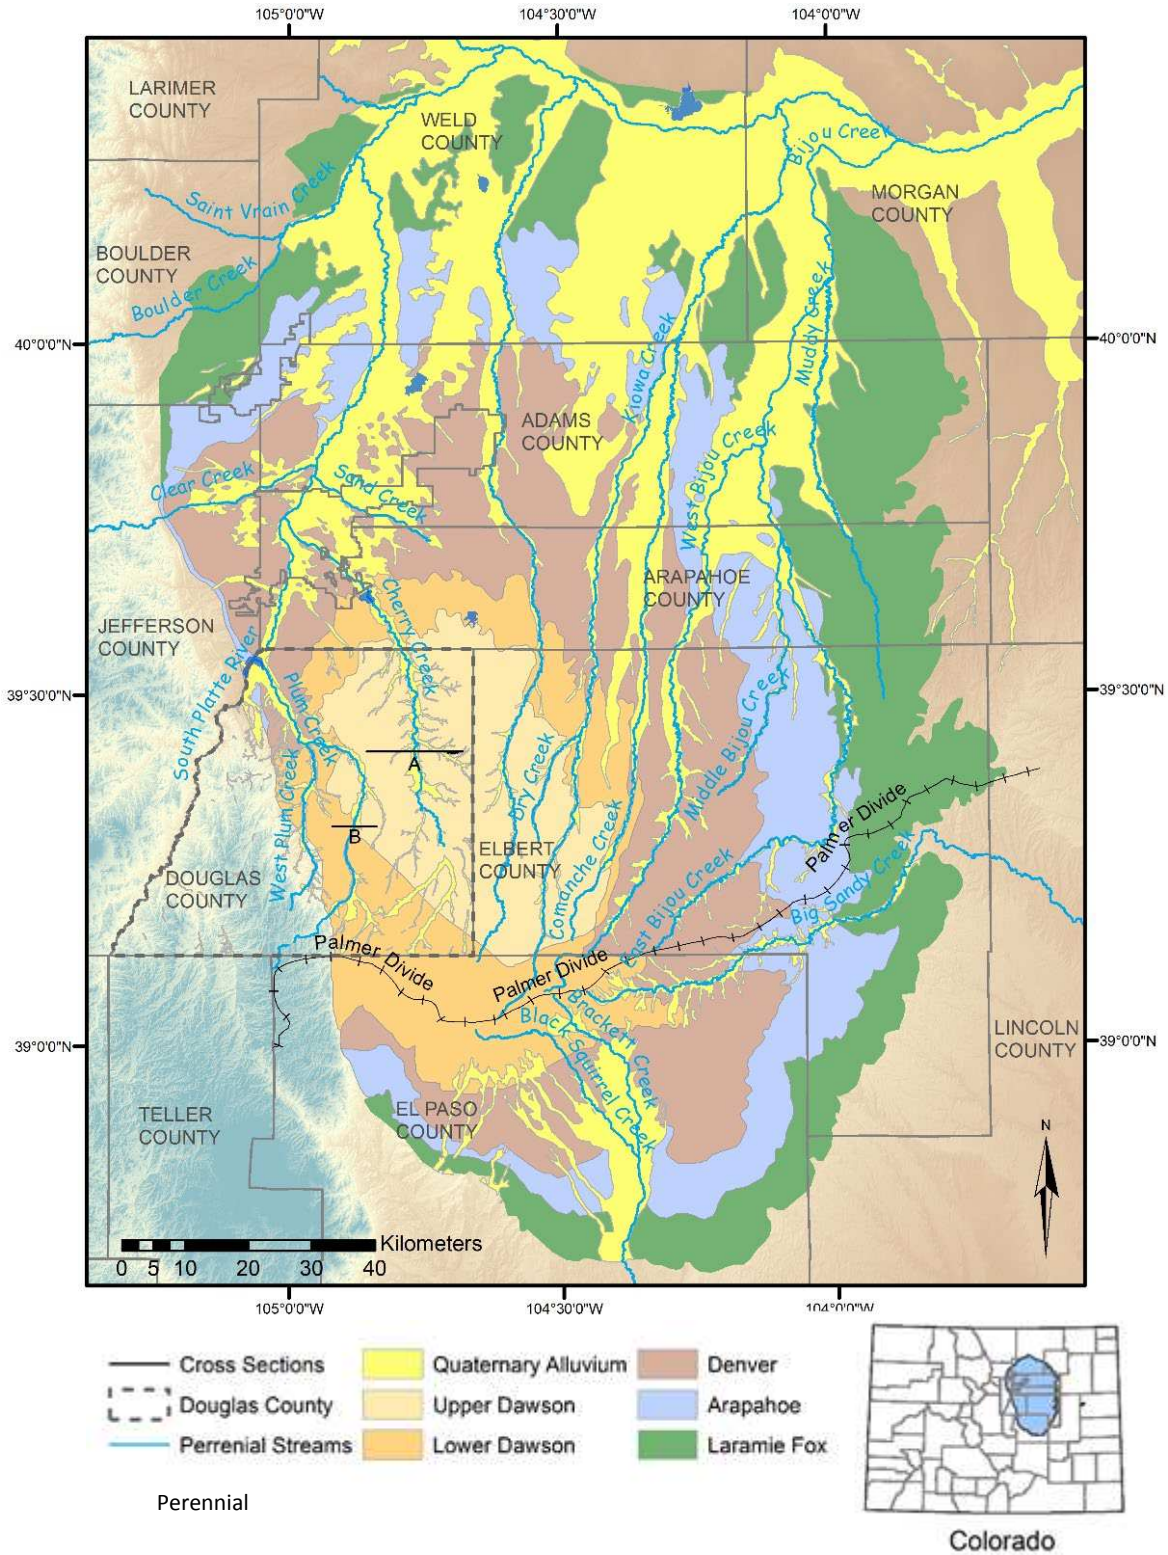 105°0'0"W
104°30'0"W
104°0'0"W
LARIMER
COUNTY
WELD
COUNTY
Bijou Creek
MORGAN
COUNTY
Saint Vrain Creek
BOULDER
COUNTY
Boulder Creek
Muddy Creek
40°0'0"N
40°0'0"N
Kiowa Creek
ADAMS
COUNTY
West Bijou Creek
Clear Creek
Sand Creek
ARAPAHOE
COUNTY
Cherry Creek
JEFFERSON
COUNTY
South Platte River
39°30'0"N
39°30'0"N
Plum Creek
Middle Bijou Creek
A
West Plum Creek
Dry Creek
B
Palmer Divide
ELBERT
COUNTY
Comanche Creek
DOUGLAS
COUNTY
East Bijou Creek
Big Sandy Creek
Palmer Divide
Palmer Divide
Brackett Creek
Black Squirrel Creek
LINCOLN
COUNTY
39°0'0"N
39°0'0"N
TELLER
COUNTY
EL PASO
COUNTY
N
Kilometers
0 5 10 20 30 40
105°0'0"W
104°30'0"W
104°0'0"W
Cross Sections
Quaternary Alluvium
Denver
Douglas County
Upper Dawson
Arapahoe
Perrenial Streams
Lower Dawson
Laramie Fox
Perennial
Colorado